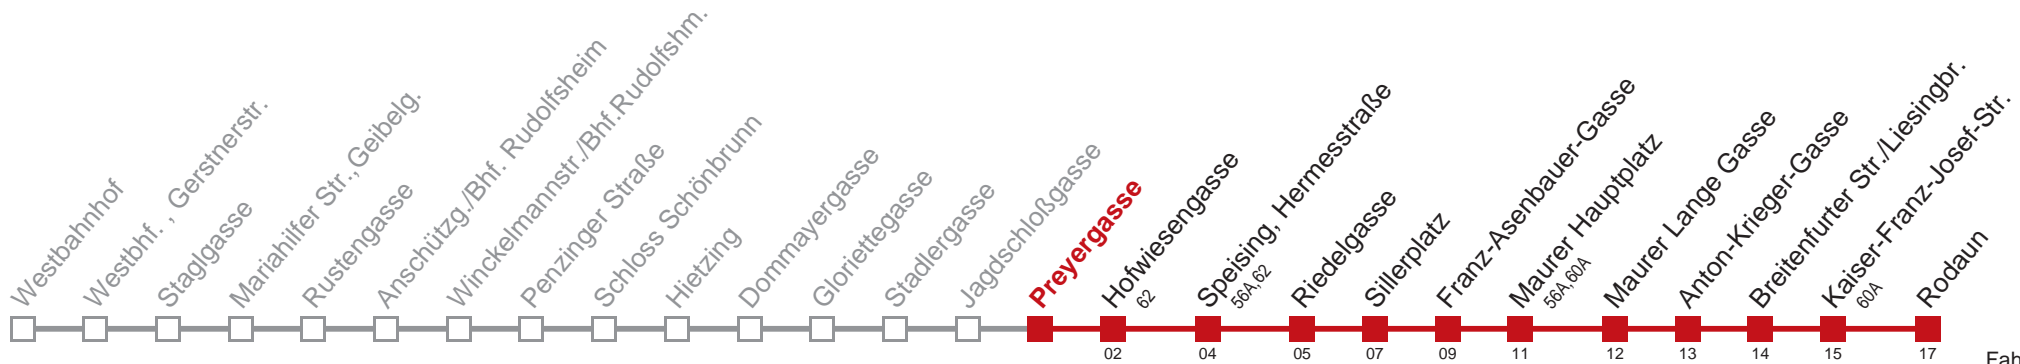 Westbahnhof
Westbhf. , Gerstnerstr.
Staglgasse
Mariahilfer Str.,Geibelg.
Rustengasse
Anschützg./Bhf. Rudolfsheim
Winckelmannstr./Bhf.Rudolfshm.
Penzinger Straße
Schloss Schönbrunn
Hietzing
Dommayergasse
Gloriettegasse
Stadlergasse
Jagdschloßgasse
Preyergasse
Hofwiesengasse
62
Speising, Hermesstraße
56A,62
Riedelgasse
Sillerplatz
Franz-Asenbauer-Gasse
Maurer Hauptplatz
56A,60A
Maurer Lange Gasse
Anton-Krieger-Gasse
Breitenfurter Str./Liesingbr.
Kaiser-Franz-Josef-Str.
60A
Rodaun
02 04 05 07 09 11 12 13 14 15 17
Fah